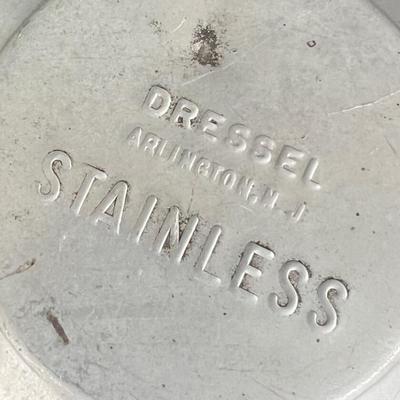 DRESSEL
ARLINGTON, N. J
STAINLESS